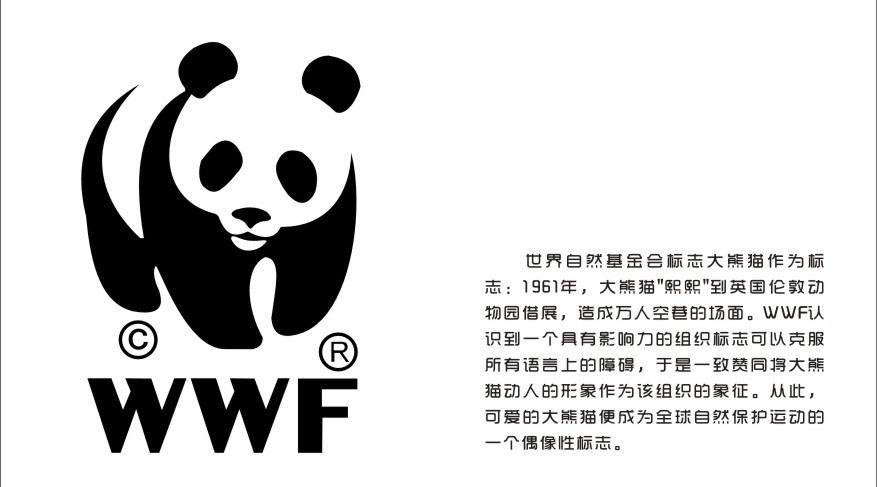 ©
®
WWF
世界自然基金会标志大熊猫作为标
志：1961年，大熊猫"熙熙"到英国伦敦动
物园借展，造成万人空巷的场面。WWF认
识到一个具有影响力的组织标志可以克服
所有语言上的障碍，于是一致赞同将大熊
猫动人的形象作为该组织的象征。从此，
可爱的大熊猫便成为全球自然保护运动的
一个偶像性标志。